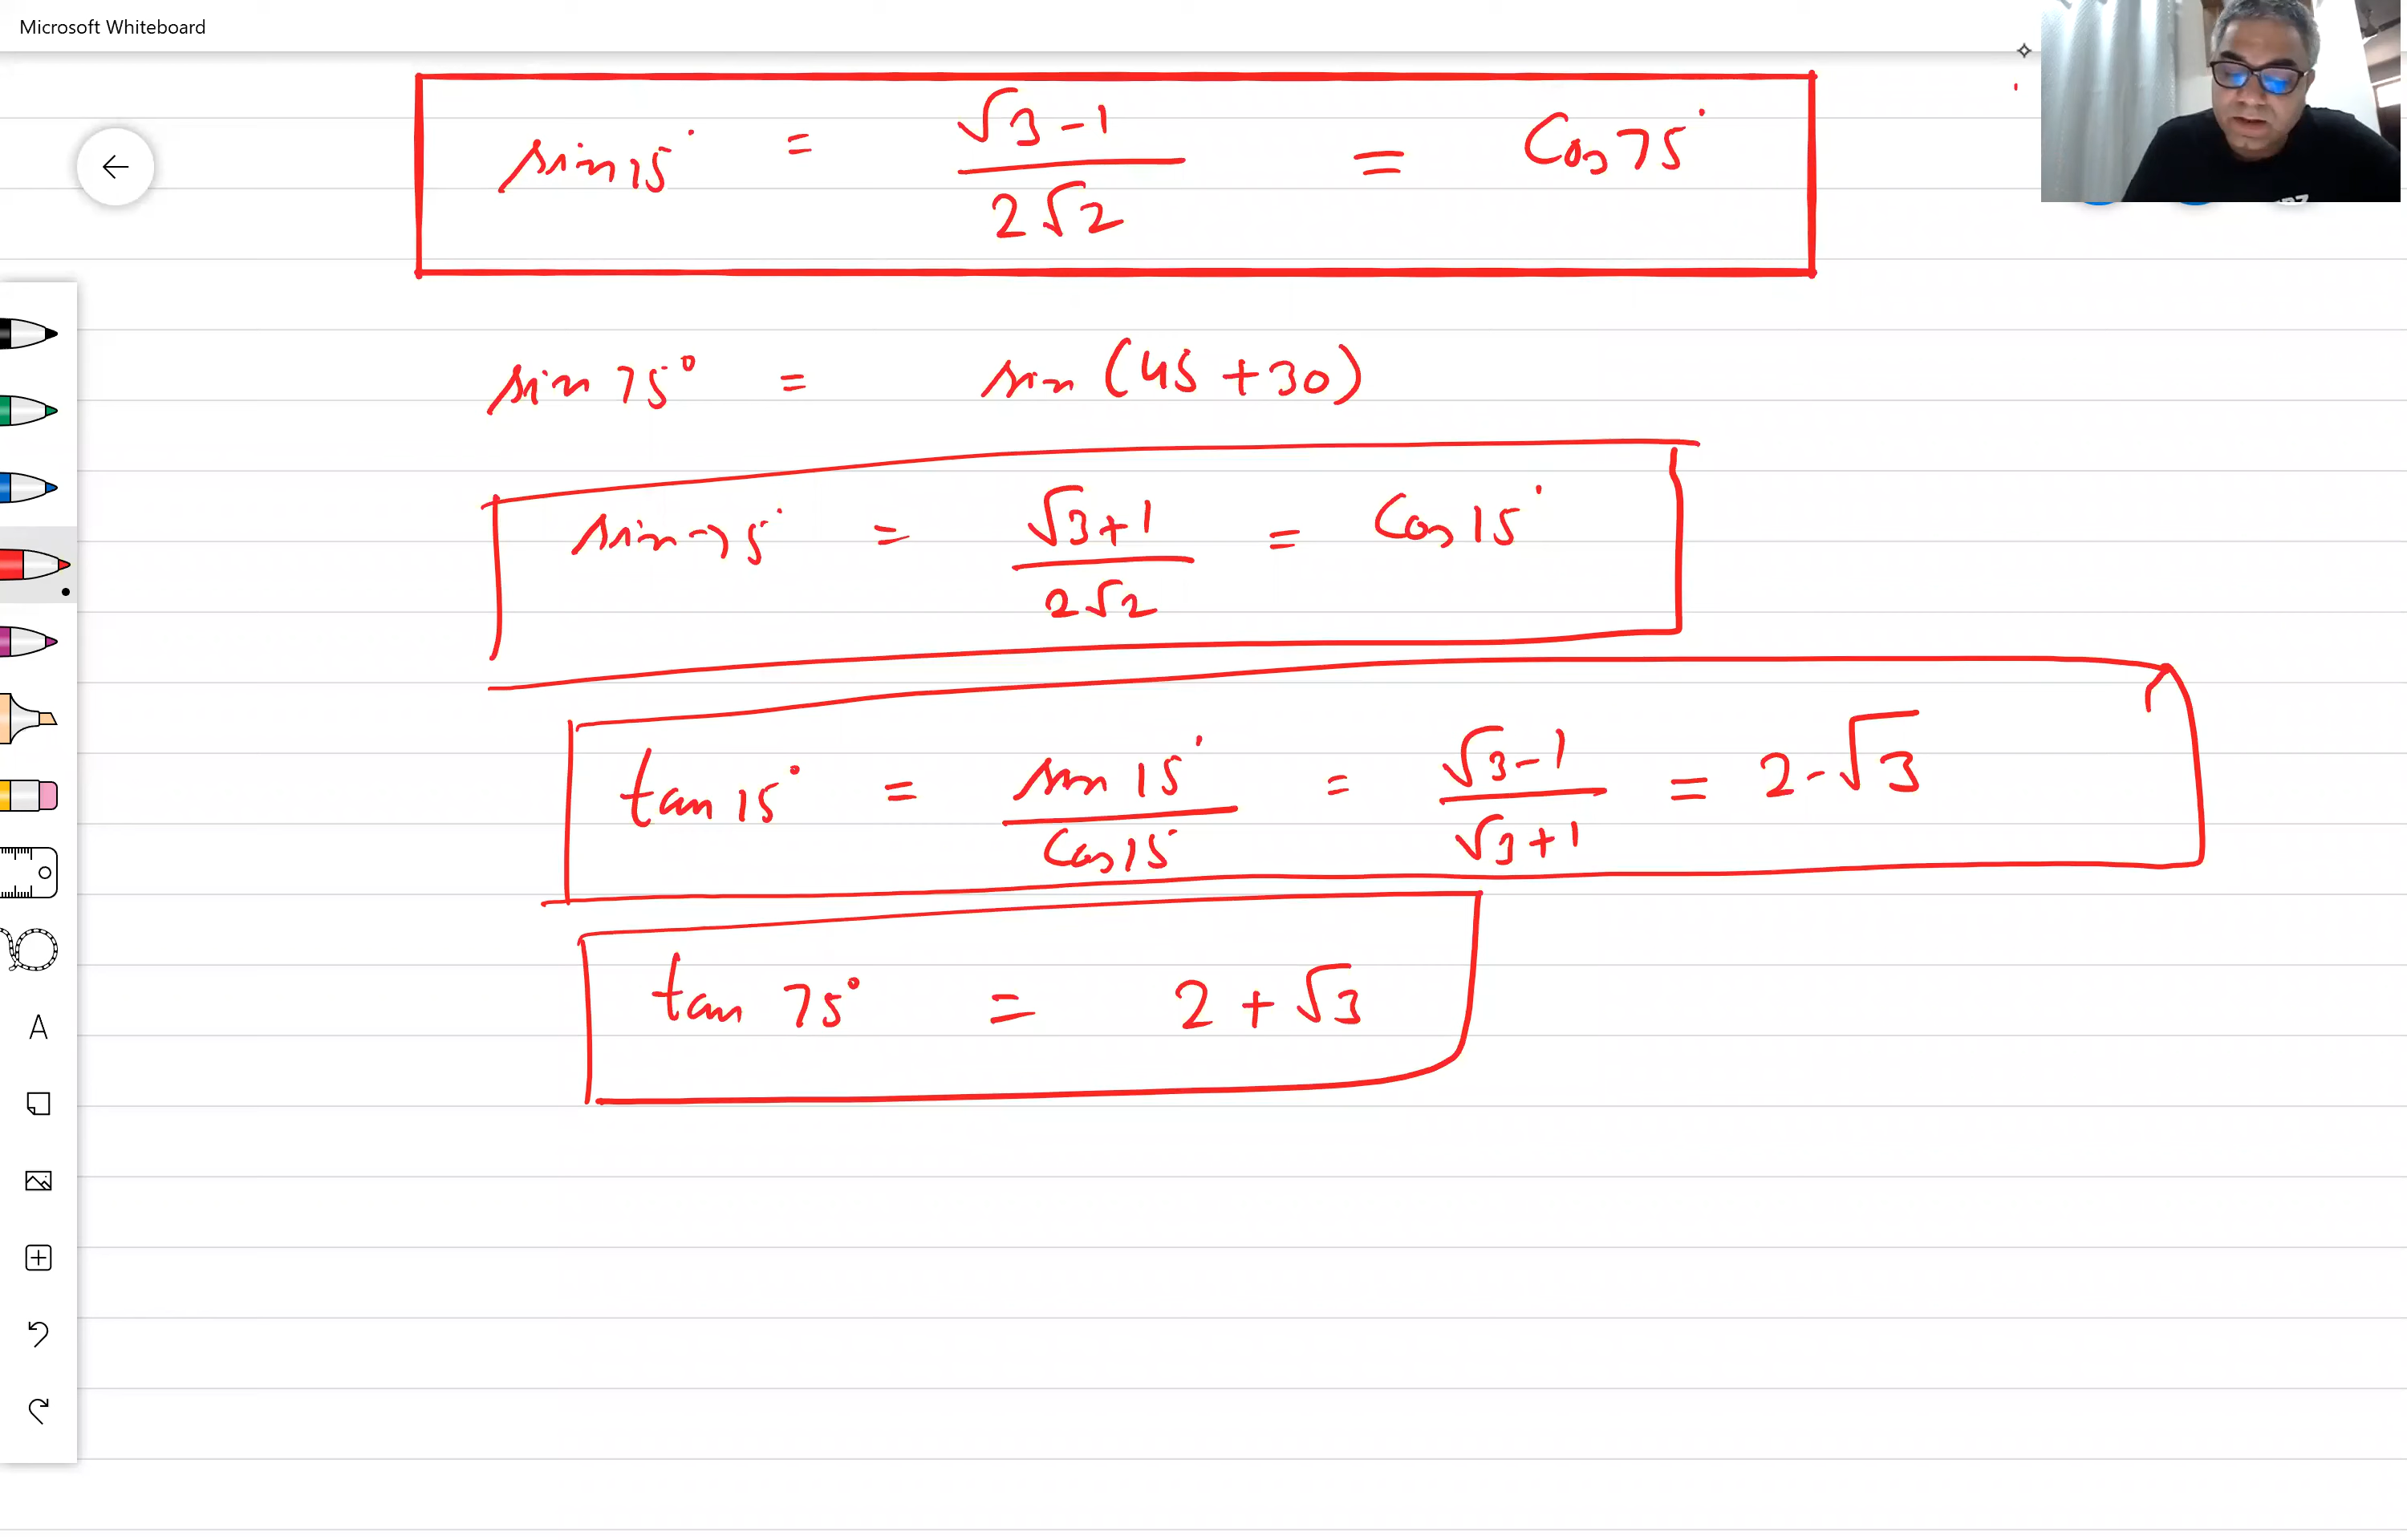 Microsoft Whiteboard
sin 15° = √3-1 / 2√2 = Cos 75°
sin 75° = sin (45 + 30)
sin 75° = √3+1 / 2√2 = Cos 15°
tan 15° = sin 15° / Cos 15° = √3-1 / √3+1 = 2-√3
tan 75° = 2 + √3
A